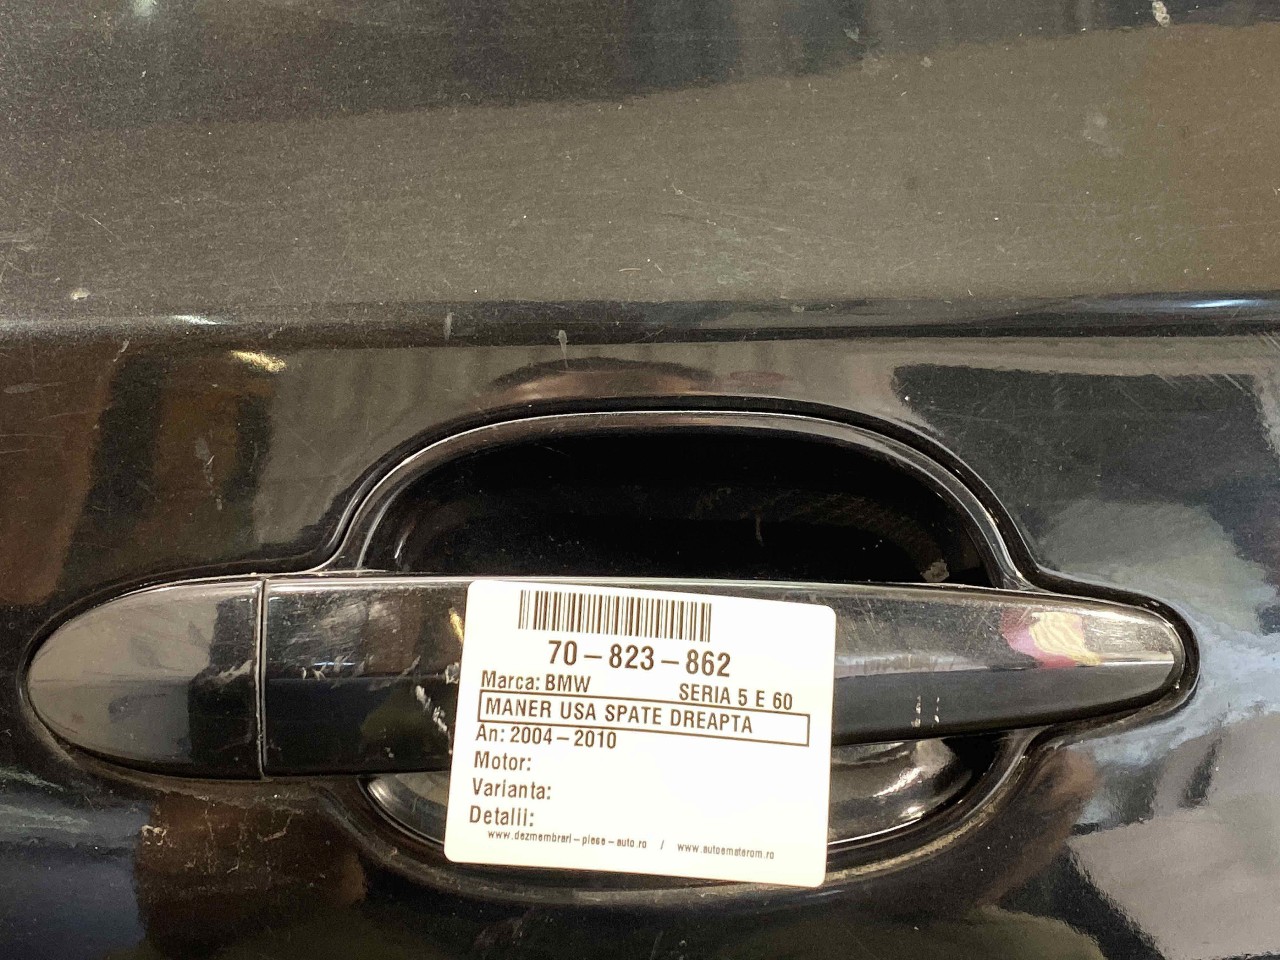 70-823-862
Marca: BMW SERIA 5 E 60
MANER USA SPATE DREAPTA
An: 2004-2010
Motor:
Varianta:
Detalii:
www.dezmembrari-piese-auto.ro / www.autoematerom.ro